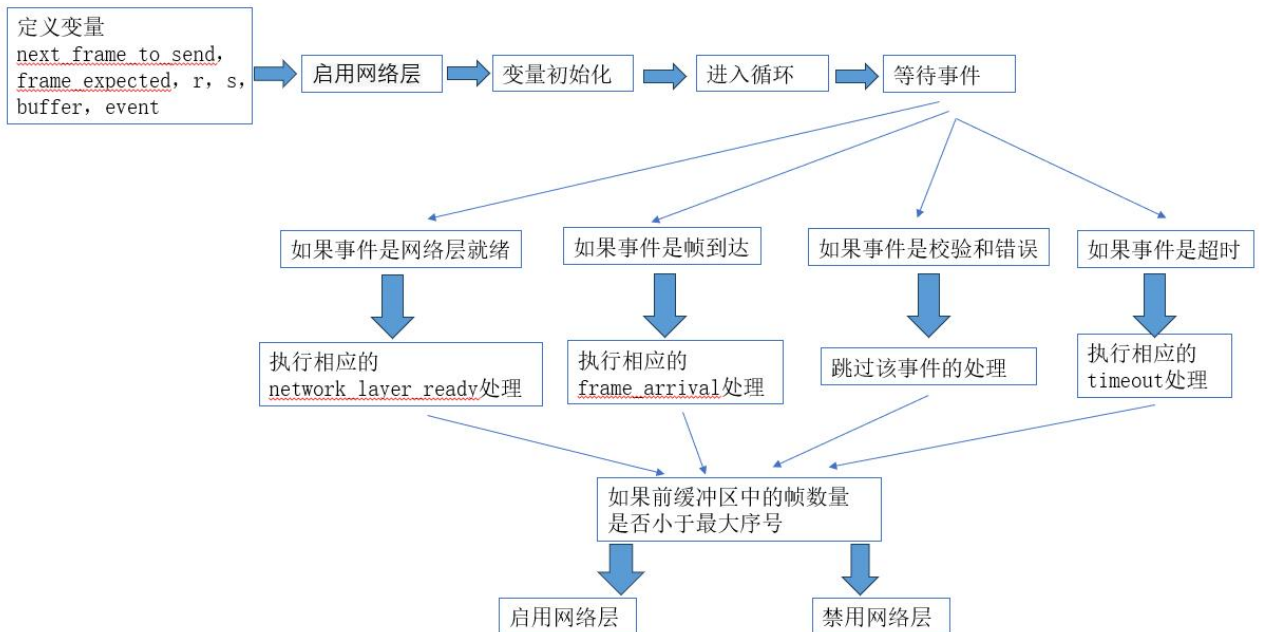 定义变量
next_frame_to_send,
frame_expected, r, s,
buffer, event
启用网络层
变量初始化
进入循环
等待事件
如果事件是网络层就绪
如果事件是帧到达
如果事件是校验和错误
如果事件是超时
执行相应的
network_layer_ready处理
执行相应的
frame_arrival处理
跳过该事件的处理
执行相应的
timeout处理
如果前缓冲区中的帧数量
是否小于最大序号
启用网络层
禁用网络层